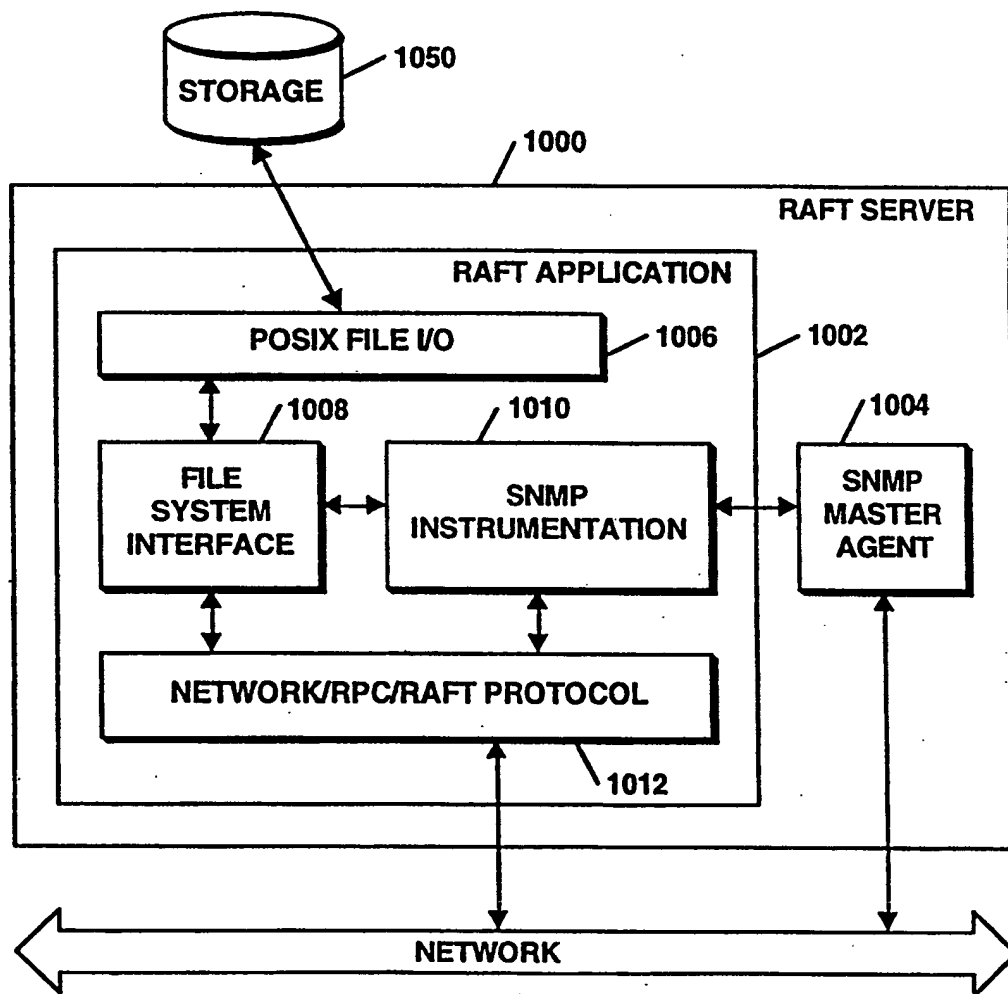 STORAGE
1050
1000
RAFT SERVER
RAFT APPLICATION
POSIX FILE I/O
1006
1002
1008
1010
1004
FILE
SYSTEM
INTERFACE
SNMP
INSTRUMENTATION
SNMP
MASTER
AGENT
NETWORK/RPC/RAFT PROTOCOL
1012
NETWORK